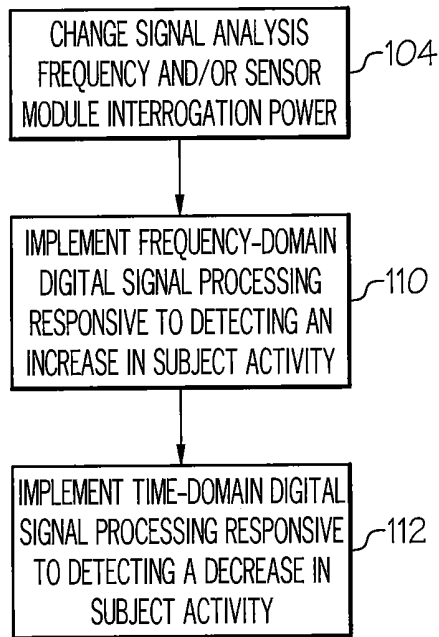 CHANGE SIGNAL ANALYSIS
FREQUENCY AND/OR SENSOR
MODULE INTERROGATION POWER
104
IMPLEMENT FREQUENCY-DOMAIN
DIGITAL SIGNAL PROCESSING
RESPONSIVE TO DETECTING AN
INCREASE IN SUBJECT ACTIVITY
110
IMPLEMENT TIME-DOMAIN DIGITAL
SIGNAL PROCESSING RESPONSIVE
TO DETECTING A DECREASE IN
SUBJECT ACTIVITY
112